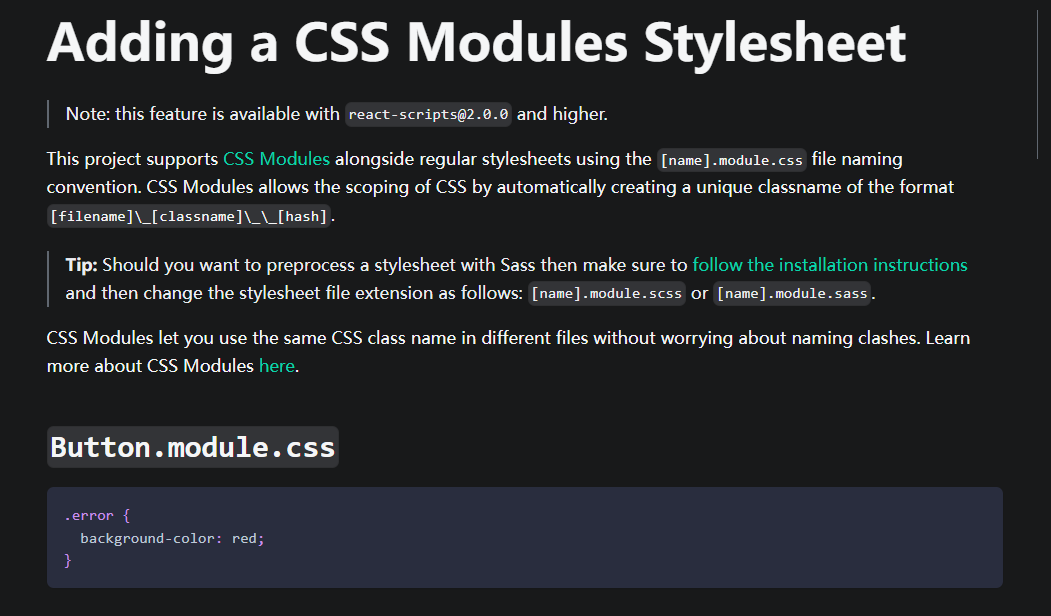 Adding a CSS Modules Stylesheet
Note: this feature is available with react-scripts@2.0.0 and higher.
This project supports CSS Modules alongside regular stylesheets using the [name].module.css file naming
convention. CSS Modules allows the scoping of CSS by automatically creating a unique classname of the format
[filename]\_[classname]\_\_[hash].
Tip: Should you want to preprocess a stylesheet with Sass then make sure to follow the installation instructions
and then change the stylesheet file extension as follows: [name].module.scss or [name].module.sass.
CSS Modules let you use the same CSS class name in different files without worrying about naming clashes. Learn
more about CSS Modules here.
Button.module.css
.error {
  background-color: red;
}